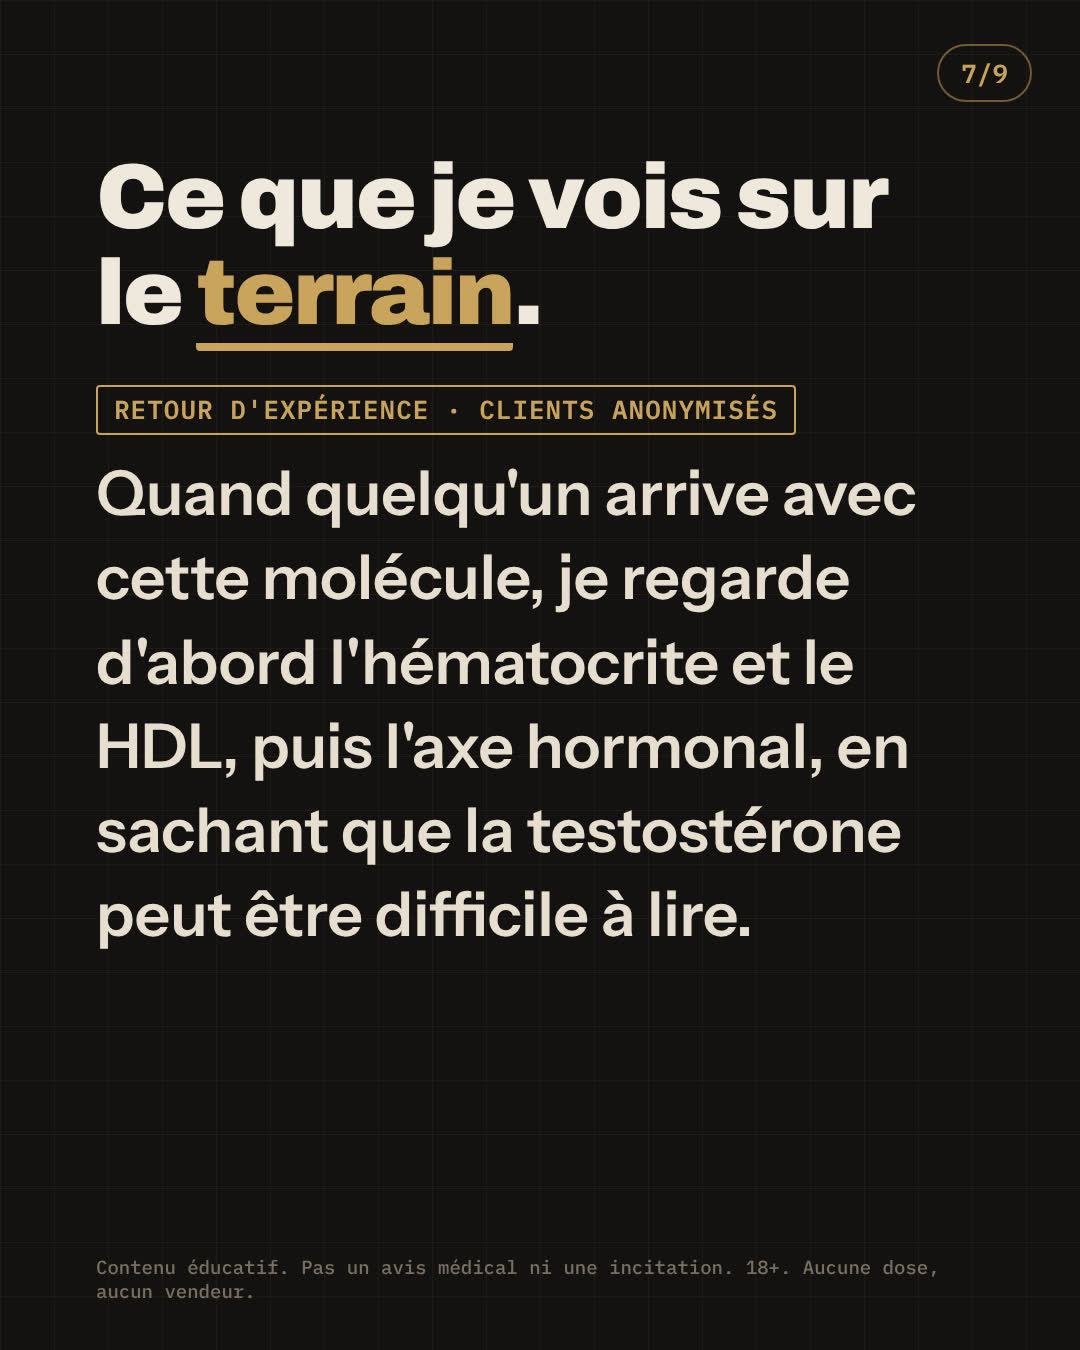 7/9
Ce que je vois sur
le terrain.
RETOUR D'EXPÉRIENCE · CLIENTS ANONYMISÉS
Quand quelqu'un arrive avec
cette molécule, je regarde
d'abord l'hématocrite et le
HDL, puis l'axe hormonal, en
sachant que la testostérone
peut être difficile à lire.
Contenu éducatif. Pas un avis médical ni une incitation. 18+. Aucune dose,
aucun vendeur.